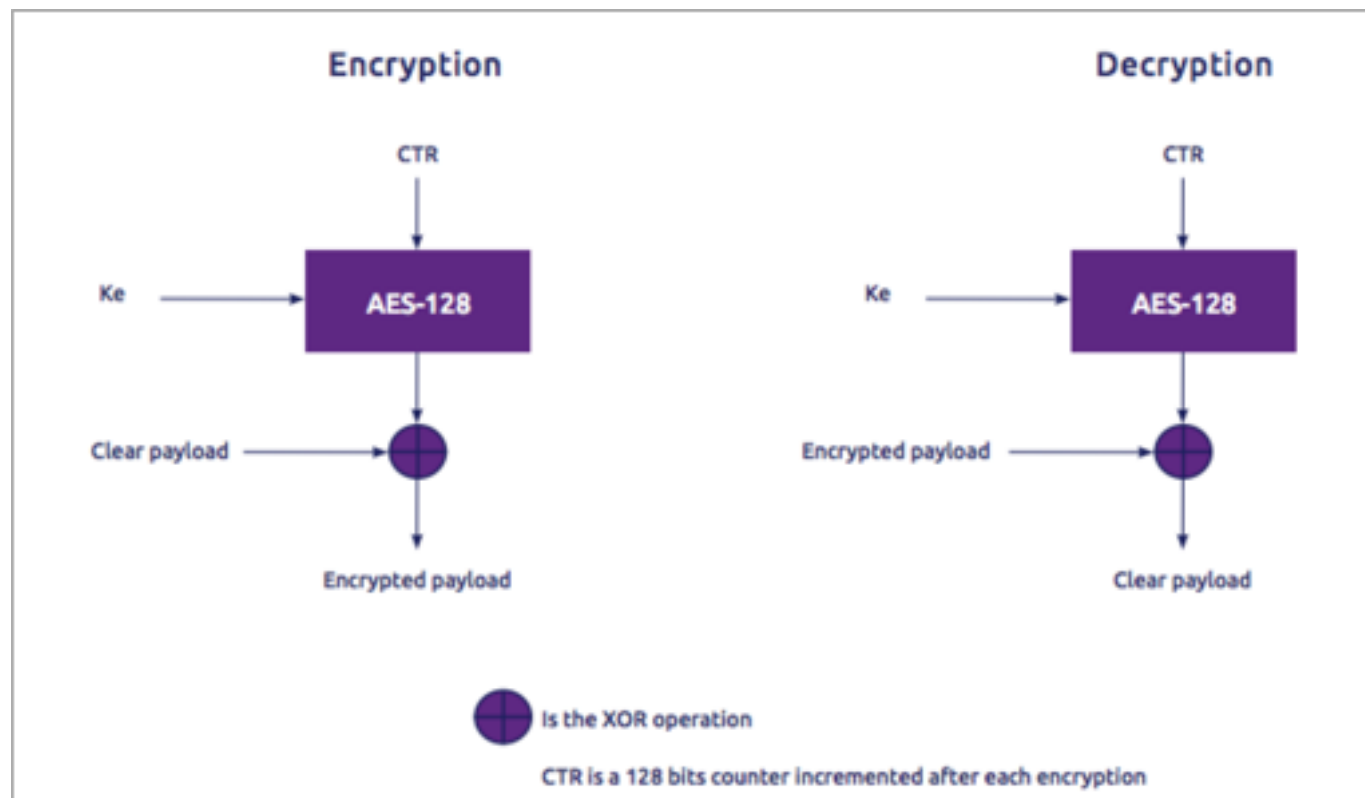 Encryption
Decryption
CTR
CTR
Ke
AES-128
Ke
AES-128
Clear payload
Encrypted payload
Encrypted payload
Clear payload
Is the XOR operation
CTR is a 128 bits counter incremented after each encryption